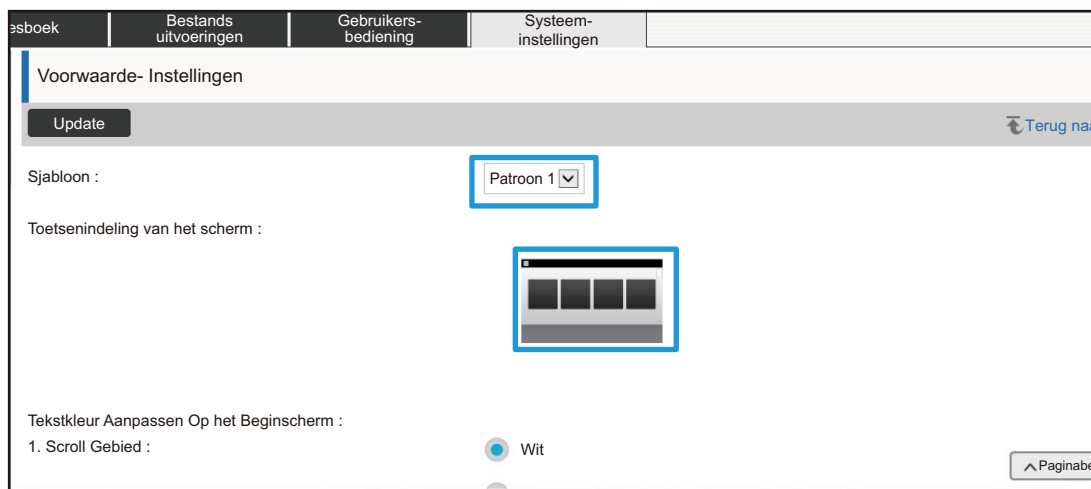 esboek
Bestands
uitvoeringen
Gebruikers-
bediening
Systeem-
instellingen
Voorwaarde- Instellingen
Update
Terug naa
Sjabloon :
Patroon 1
Toetsenindeling van het scherm :
Tekstkleur Aanpassen Op het Beginscherm :
1. Scroll Gebied :
Wit
Paginabe